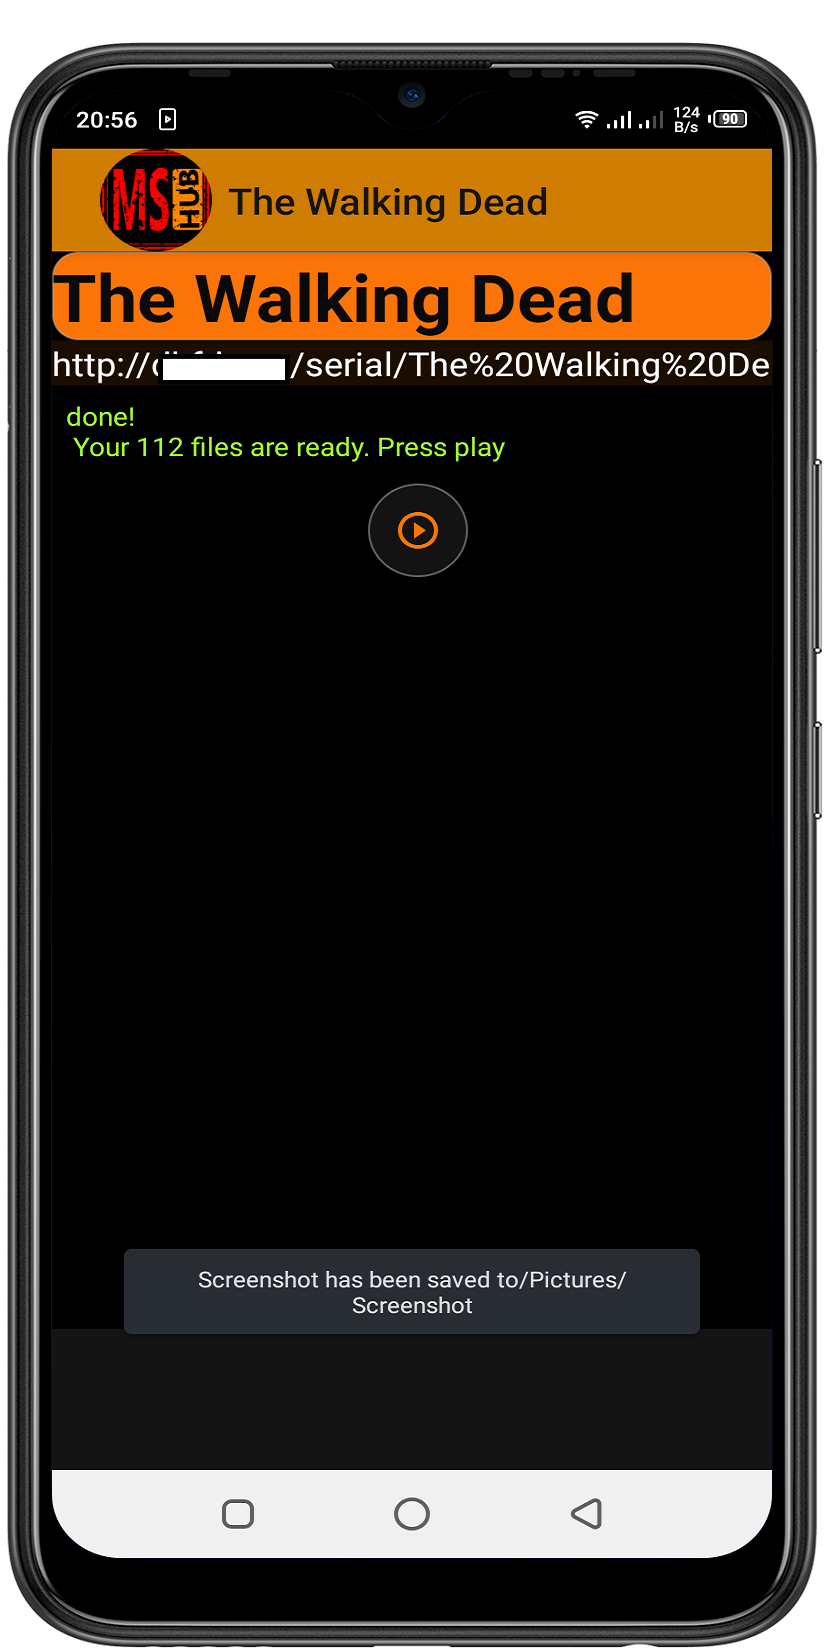 20:56
124
B/s
90
MS
HUB
The Walking Dead
The Walking Dead
http:// /serial/The%20Walking%20De
done!
Your 112 files are ready. Press play
Screenshot has been saved to/Pictures/
Screenshot